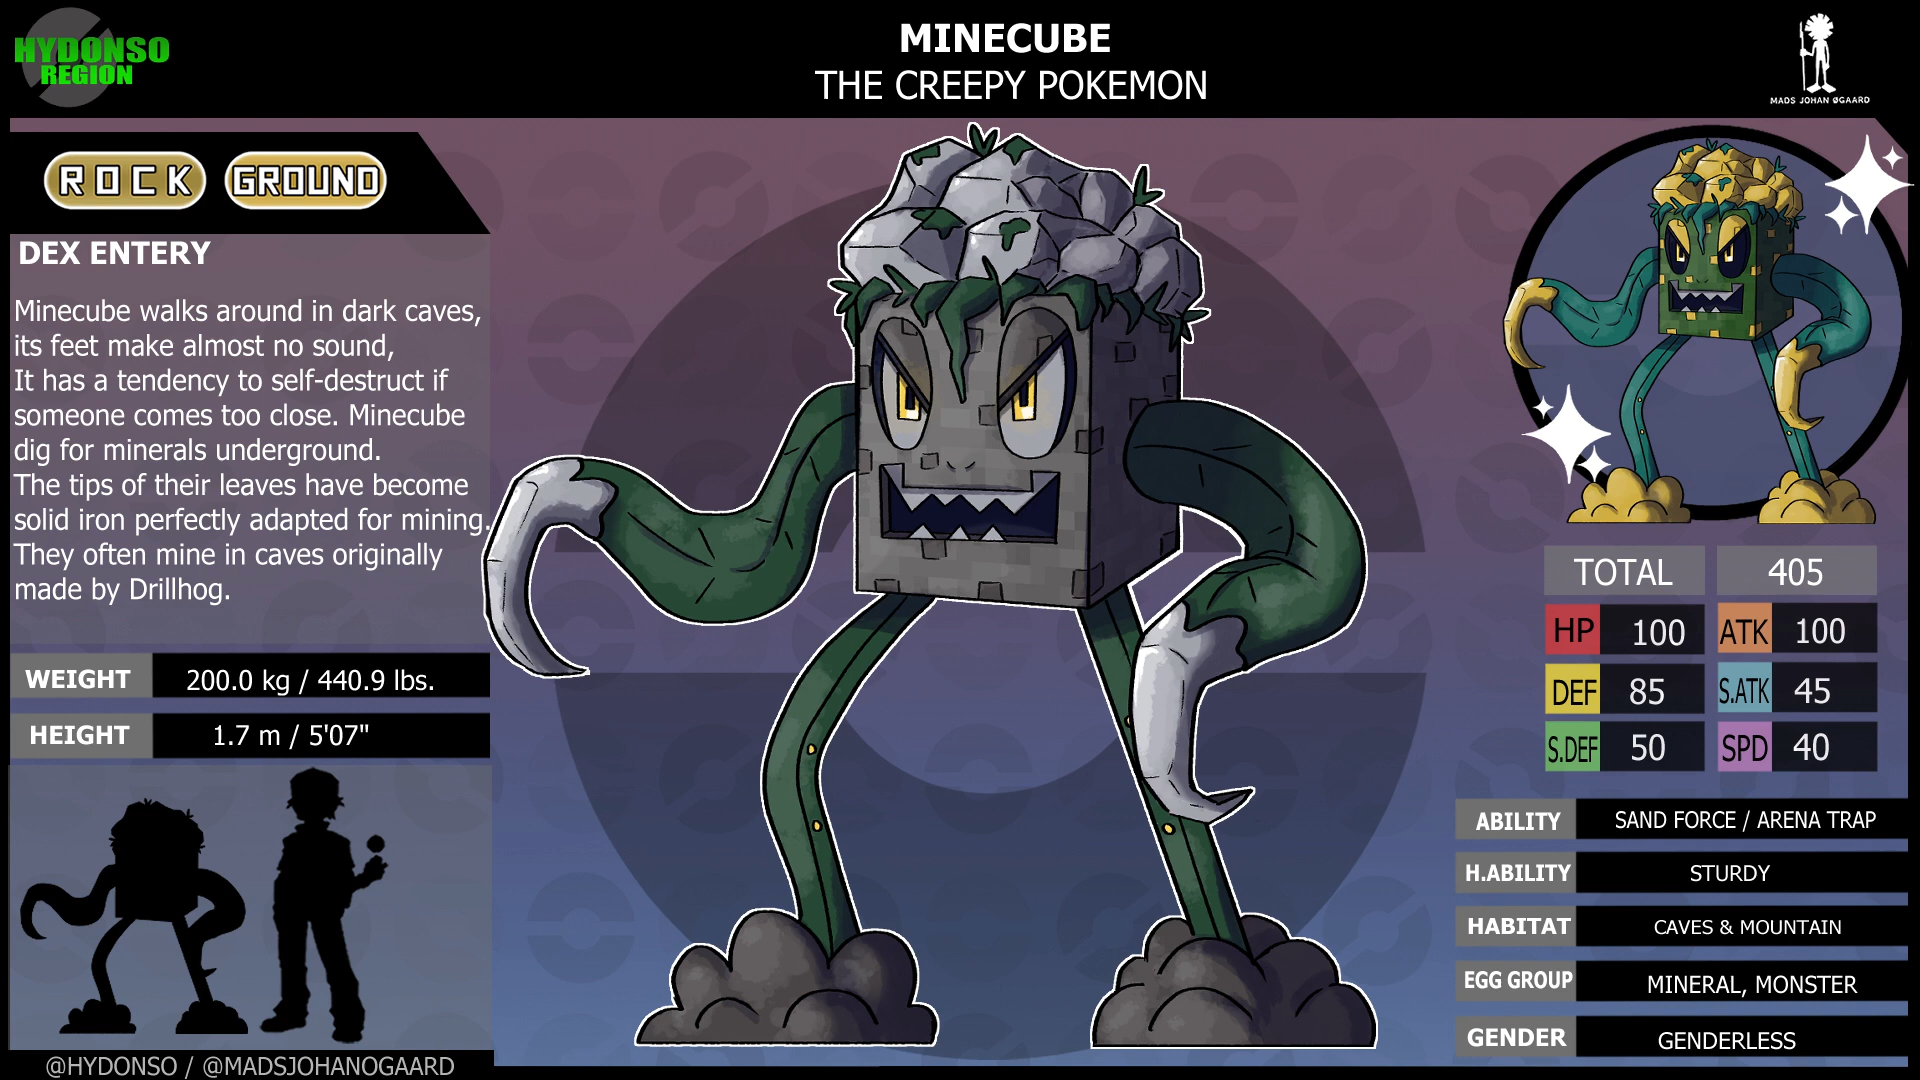 HYDONSO
REGION
MINECUBE
THE CREEPY POKEMON
MADS JOHAN ØGAARD
ROCK
GROUND
DEX ENTERY
Minecube walks around in dark caves,
its feet make almost no sound,
It has a tendency to self-destruct if
someone comes too close. Minecube
dig for minerals underground.
The tips of their leaves have become
solid iron perfectly adapted for mining.
They often mine in caves originally
made by Drillhog.
WEIGHT 200.0 kg / 440.9 lbs.
HEIGHT 1.7 m / 5'07"
@HYDONSO / @MADSJOHANOGAARD
TOTAL 405
HP 100 ATK 100
DEF 85 S.ATK 45
S.DEF 50 SPD 40
ABILITY SAND FORCE / ARENA TRAP
H.ABILITY STURDY
HABITAT CAVES & MOUNTAIN
EGG GROUP MINERAL, MONSTER
GENDER GENDERLESS